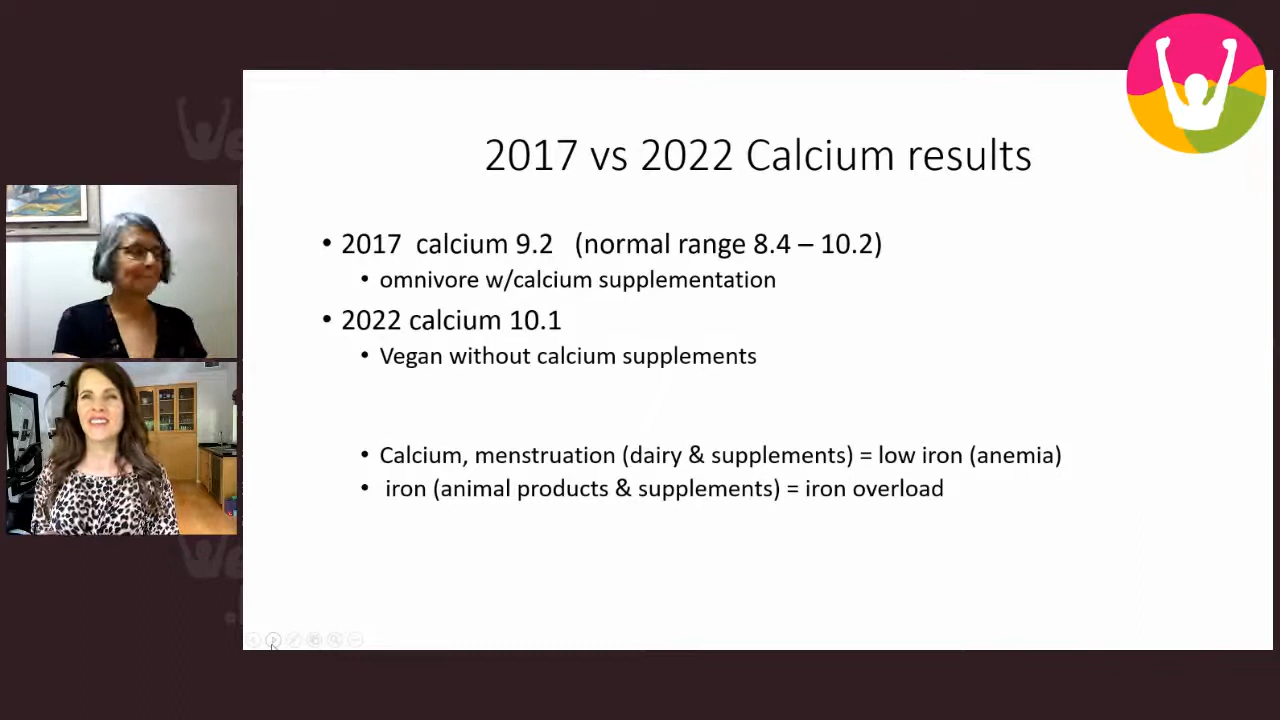 2017 vs 2022 Calcium results
• 2017 calcium 9.2 (normal range 8.4 – 10.2)
• omnivore w/calcium supplementation
• 2022 calcium 10.1
• Vegan without calcium supplements
• Calcium, menstruation (dairy & supplements) = low iron (anemia)
• iron (animal products & supplements) = iron overload